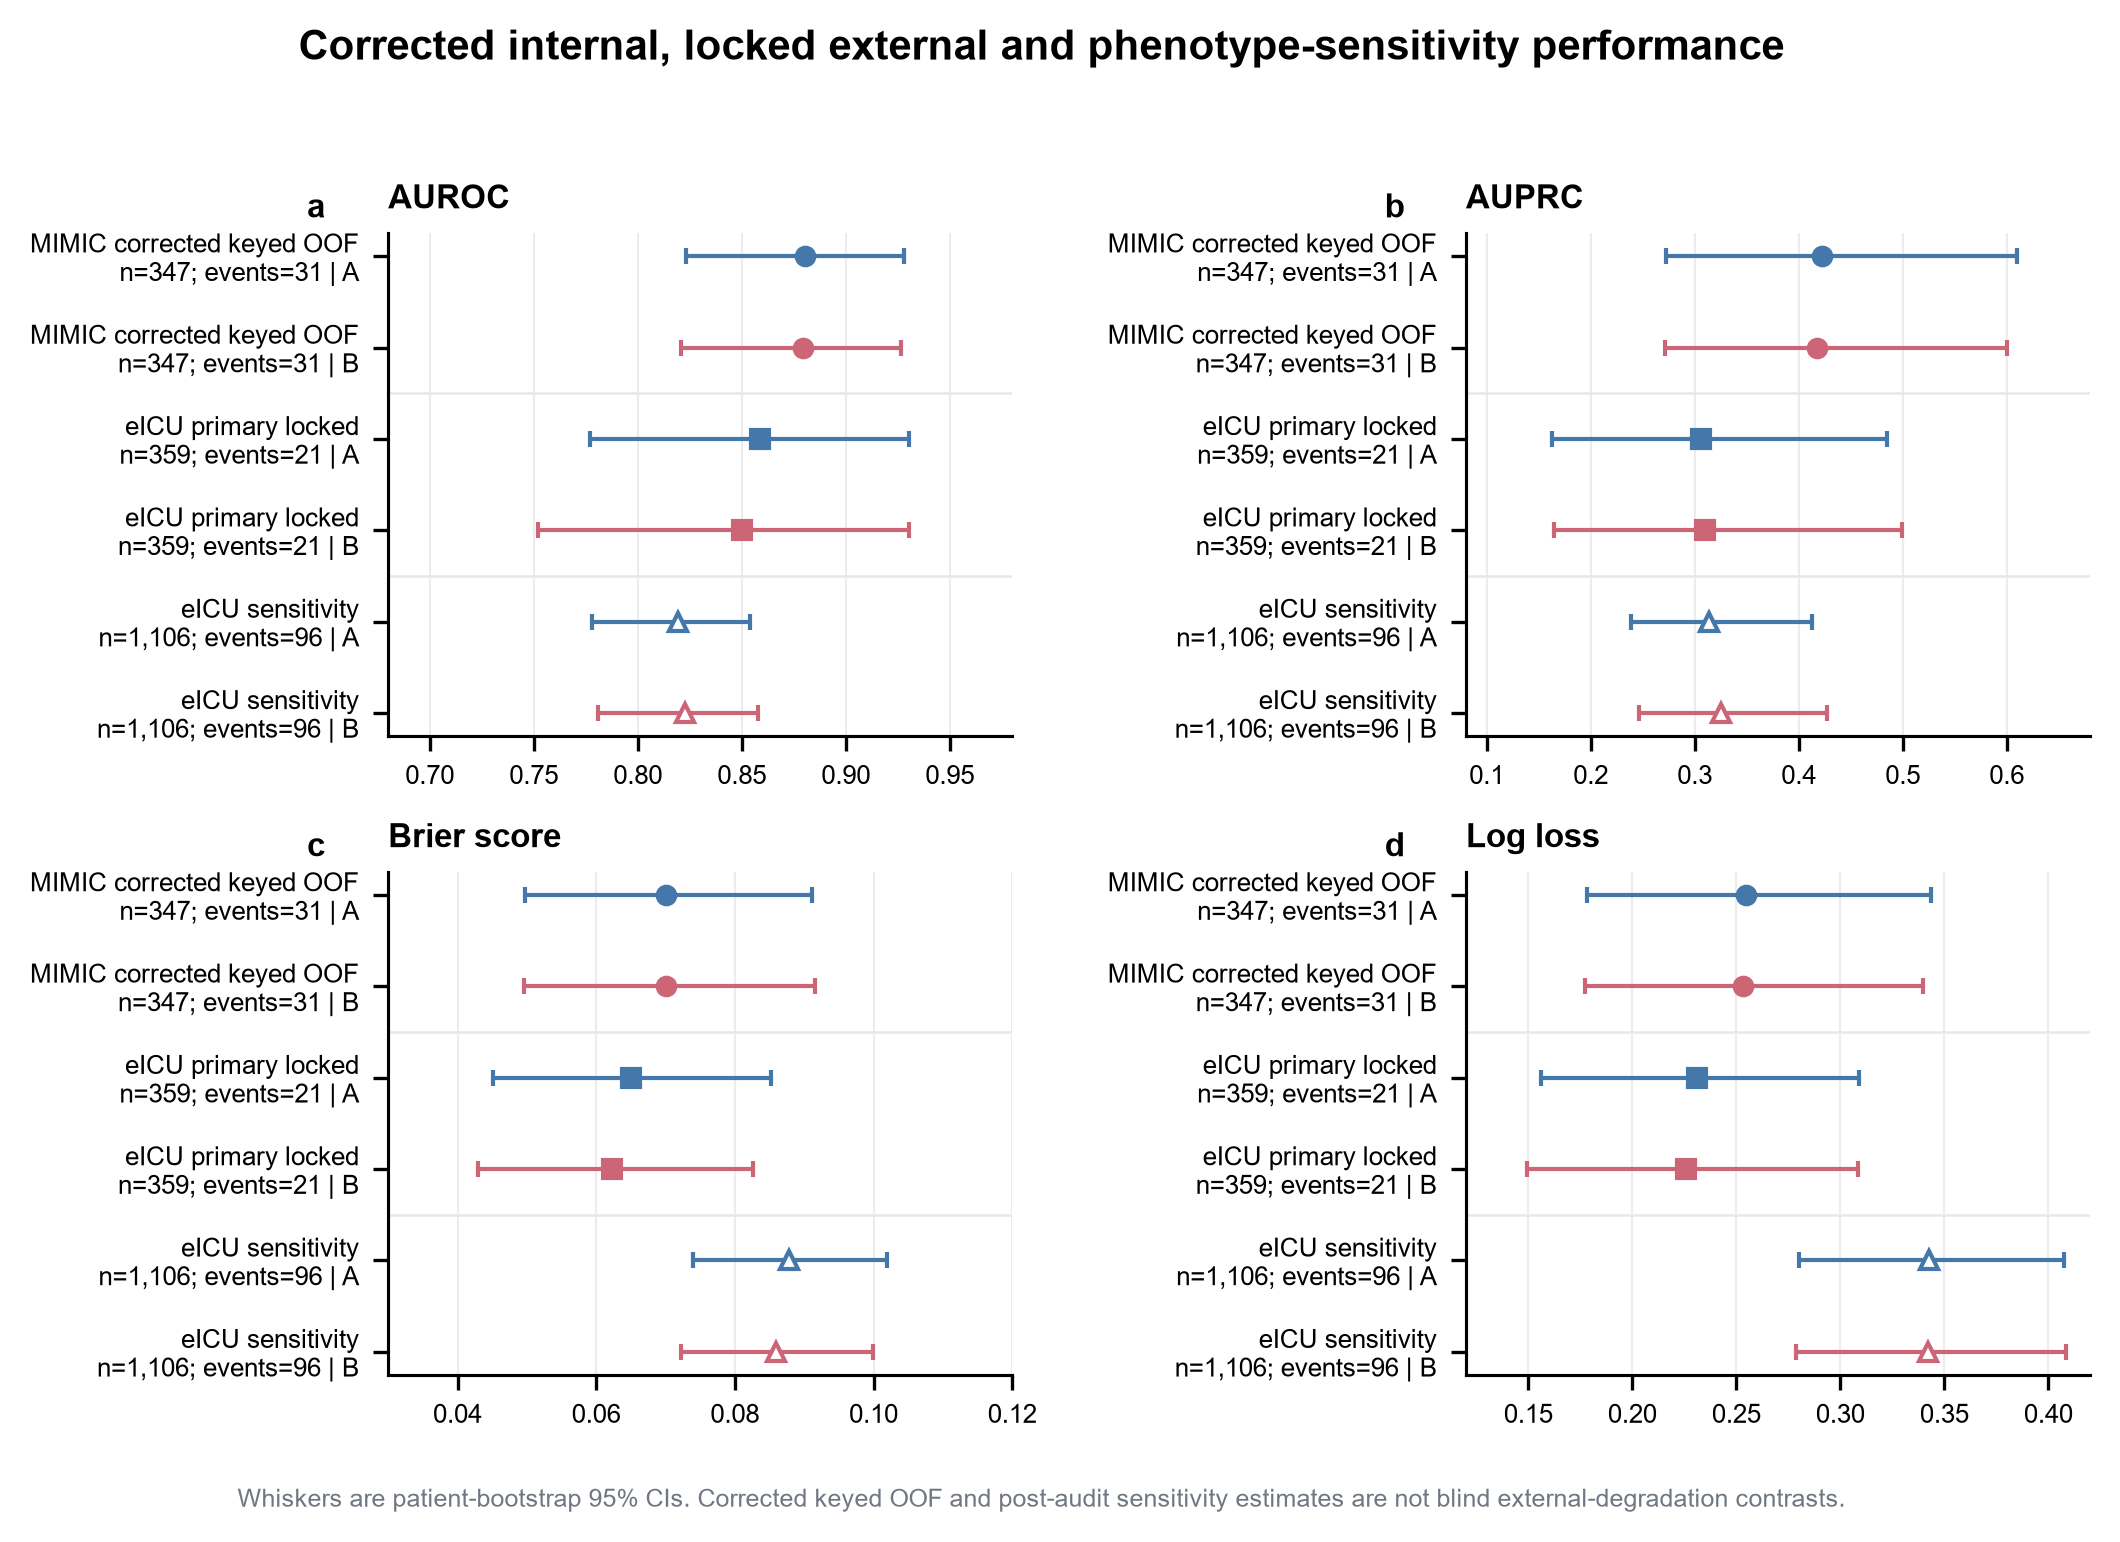 Corrected internal, locked external and phenotype-sensitivity performance
a
AUROC
MIMIC corrected keyed OOF
n=347; events=31 | A
MIMIC corrected keyed OOF
n=347; events=31 | B
eICU primary locked
n=359; events=21 | A
eICU primary locked
n=359; events=21 | B
eICU sensitivity
n=1,106; events=96 | A
eICU sensitivity
n=1,106; events=96 | B
0.70 0.75 0.80 0.85 0.90 0.95
b
AUPRC
MIMIC corrected keyed OOF
n=347; events=31 | A
MIMIC corrected keyed OOF
n=347; events=31 | B
eICU primary locked
n=359; events=21 | A
eICU primary locked
n=359; events=21 | B
eICU sensitivity
n=1,106; events=96 | A
eICU sensitivity
n=1,106; events=96 | B
0.1 0.2 0.3 0.4 0.5 0.6
c
Brier score
MIMIC corrected keyed OOF
n=347; events=31 | A
MIMIC corrected keyed OOF
n=347; events=31 | B
eICU primary locked
n=359; events=21 | A
eICU primary locked
n=359; events=21 | B
eICU sensitivity
n=1,106; events=96 | A
eICU sensitivity
n=1,106; events=96 | B
0.04 0.06 0.08 0.10 0.12
d
Log loss
MIMIC corrected keyed OOF
n=347; events=31 | A
MIMIC corrected keyed OOF
n=347; events=31 | B
eICU primary locked
n=359; events=21 | A
eICU primary locked
n=359; events=21 | B
eICU sensitivity
n=1,106; events=96 | A
eICU sensitivity
n=1,106; events=96 | B
0.15 0.20 0.25 0.30 0.35 0.40
Whiskers are patient-bootstrap 95% CIs. Corrected keyed OOF and post-audit sensitivity estimates are not blind external-degradation contrasts.